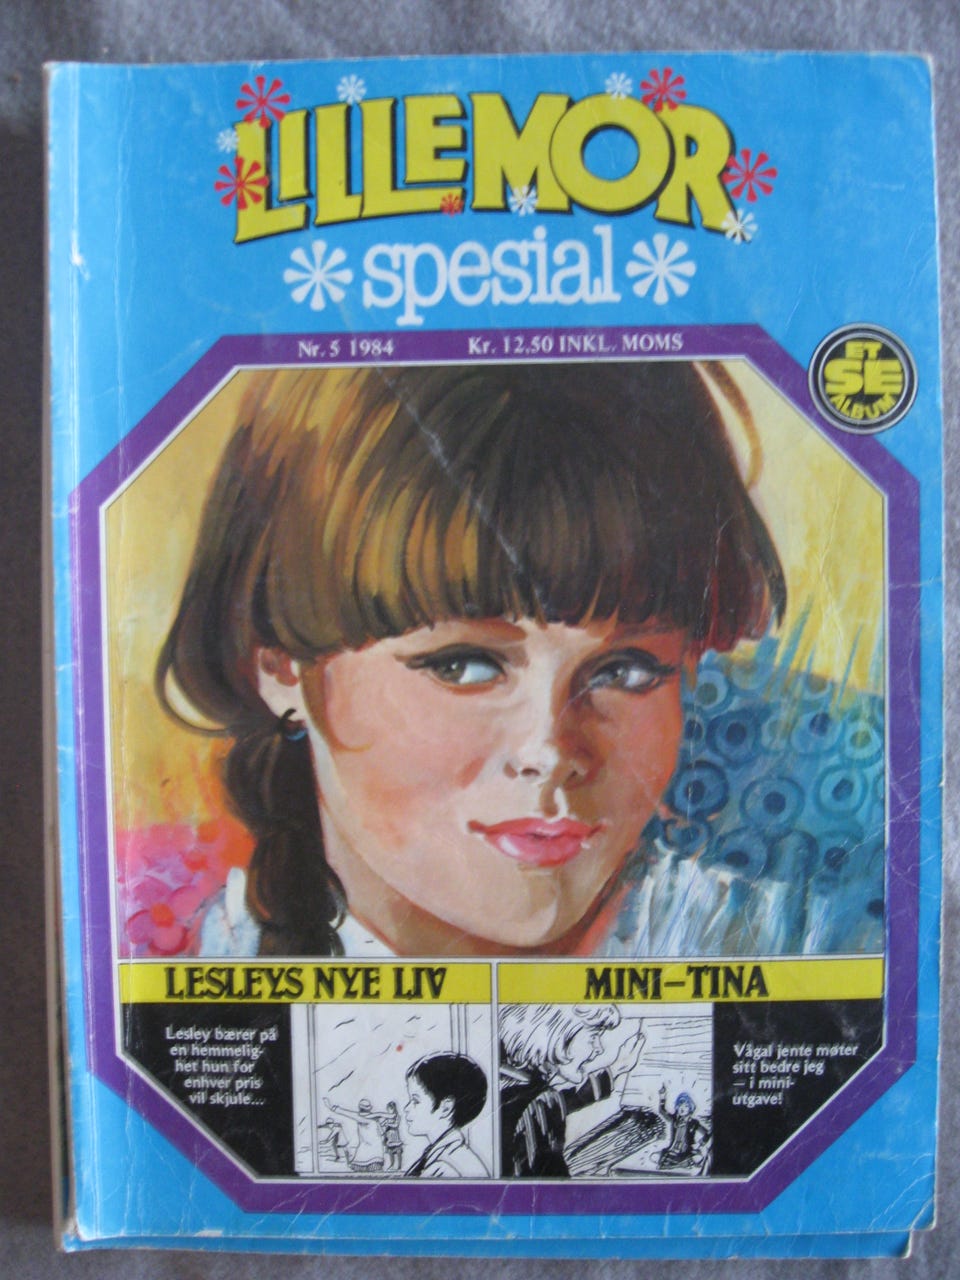 LILLEMOR
spesial
Nr. 5 1984 Kr. 12,50 INKL. MOMS
ET
SE
ALBUM
LESLEYS NYE LIV
Lesley bærer på
en hemmelig-
het hun for
enhver pris
vil skjule...
MINI-TINA
Vågal jente møter
sitt bedre jeg
— i mini-
utgave!